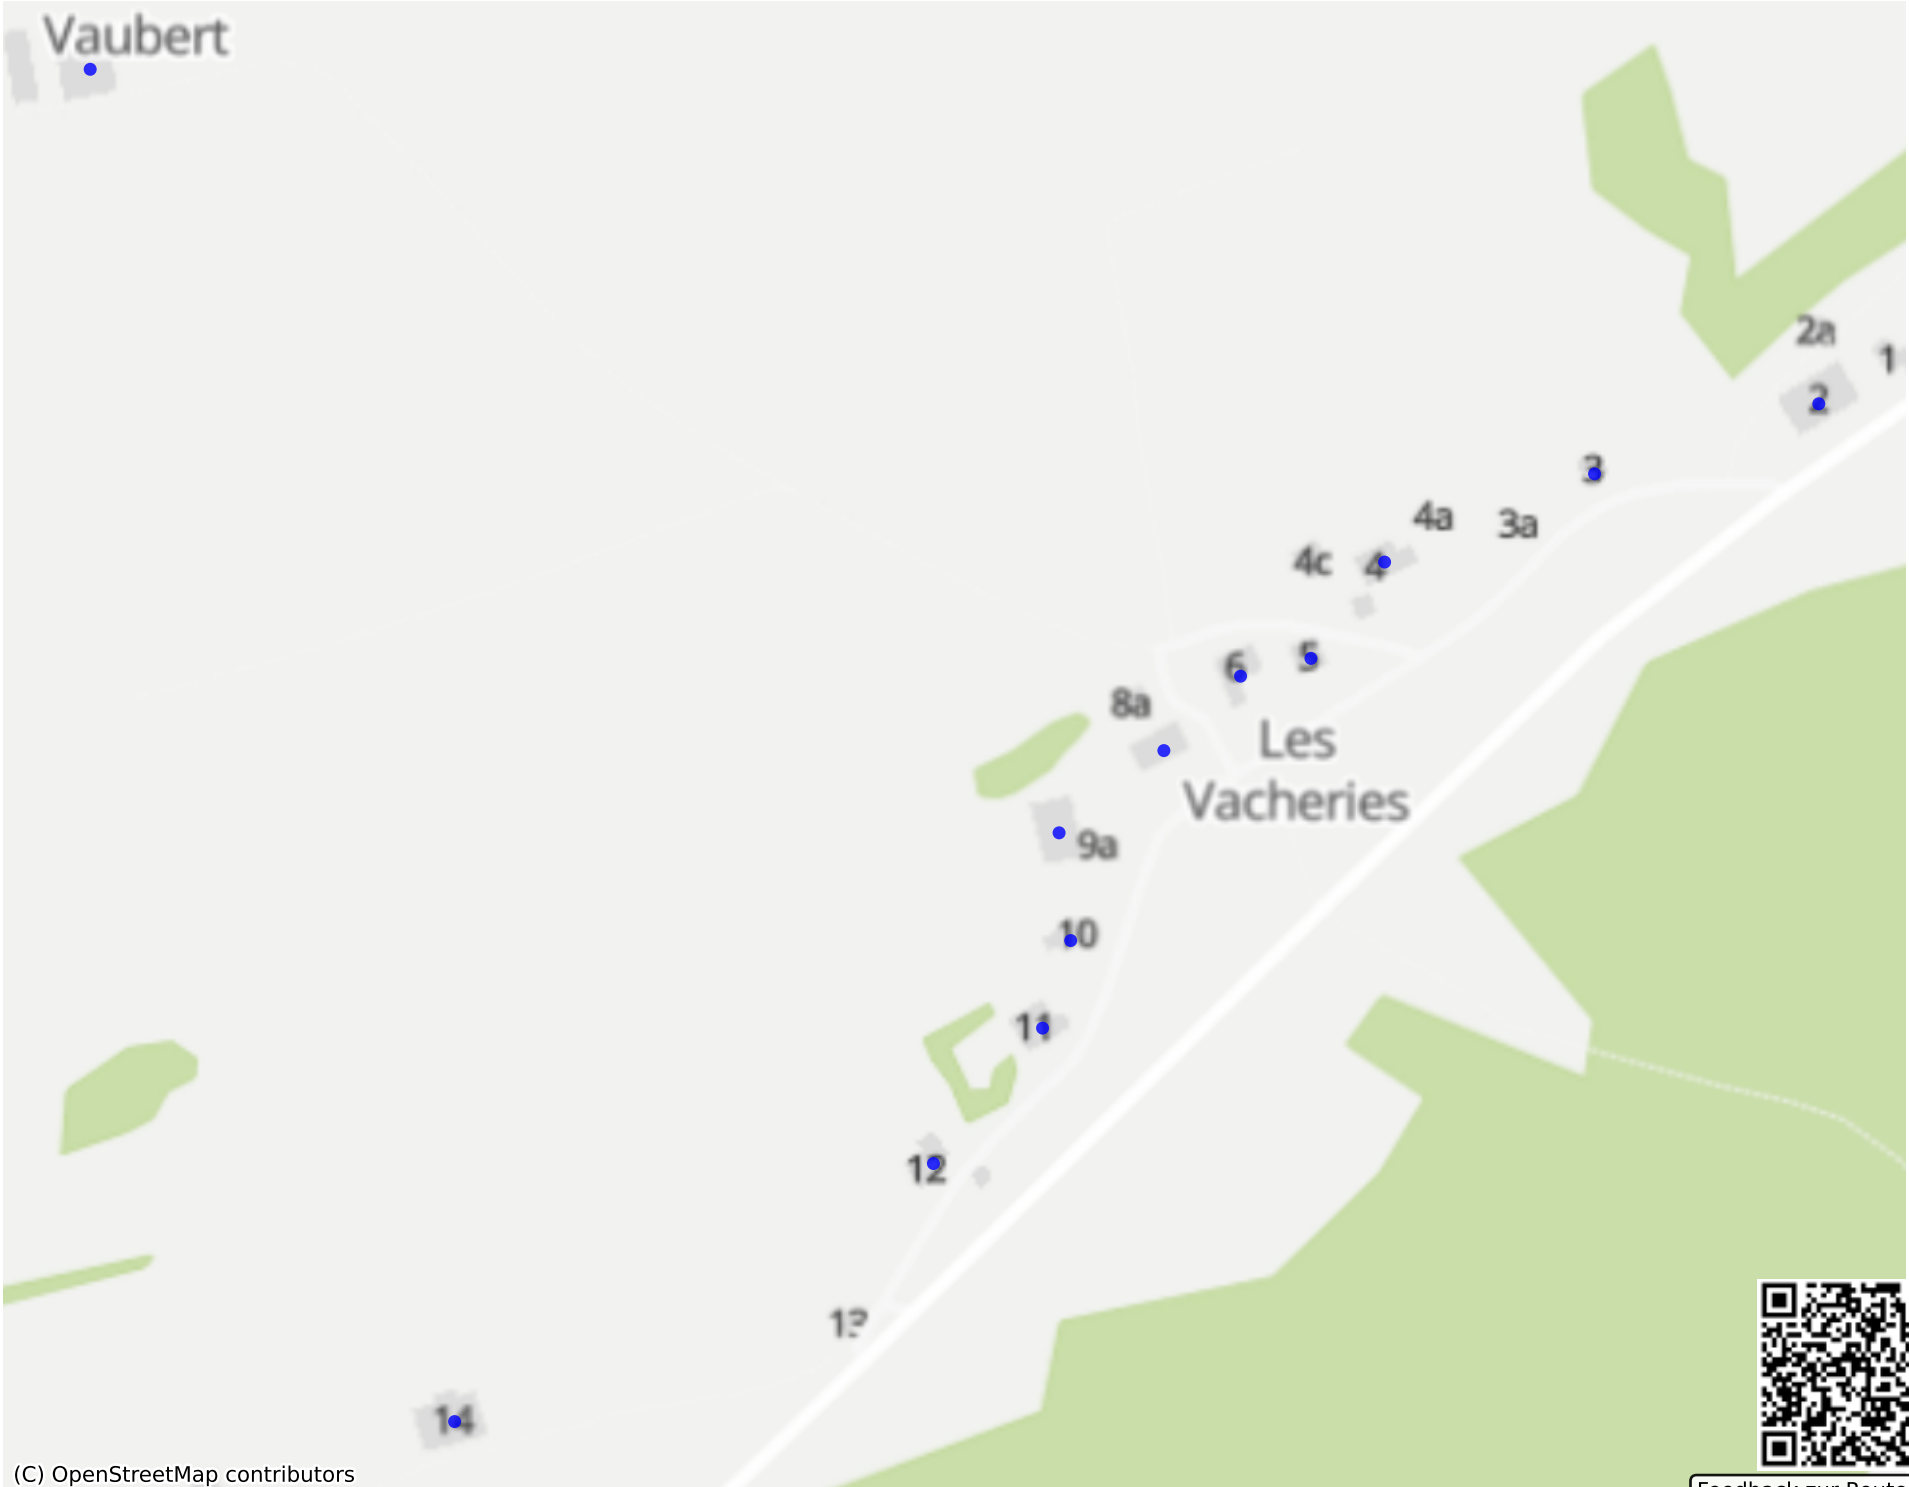 Vaubert
2a
1
2
3
4a
3a
4c
4
5
6
8a
Les
Vacheries
9a
10
11
12
13
14
(C) OpenStreetMap contributors